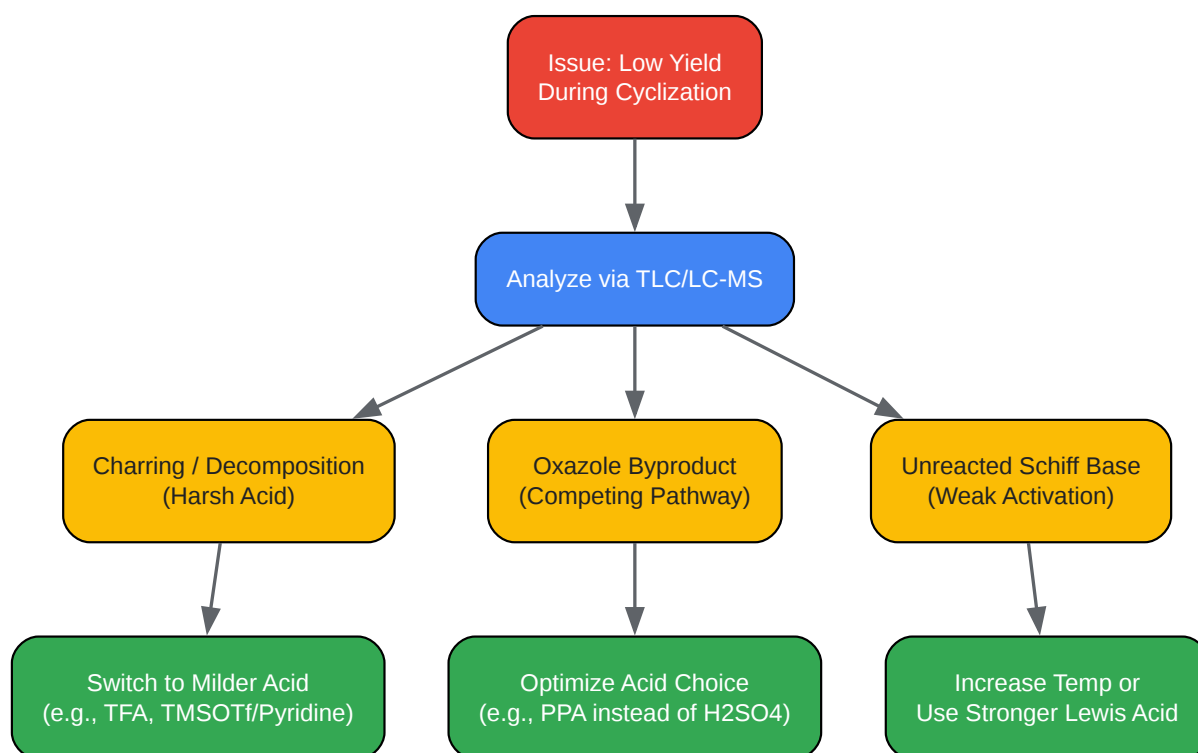 Issue: Low Yield
During Cyclization
Analyze via TLC/LC-MS
Charring / Decomposition
(Harsh Acid)
Oxazole Byproduct
(Competing Pathway)
Unreacted Schiff Base
(Weak Activation)
Switch to Milder Acid
(e.g., TFA, TMSOTf/Pyridine)
Optimize Acid Choice
(e.g., PPA instead of H2SO4)
Increase Temp or
Use Stronger Lewis Acid